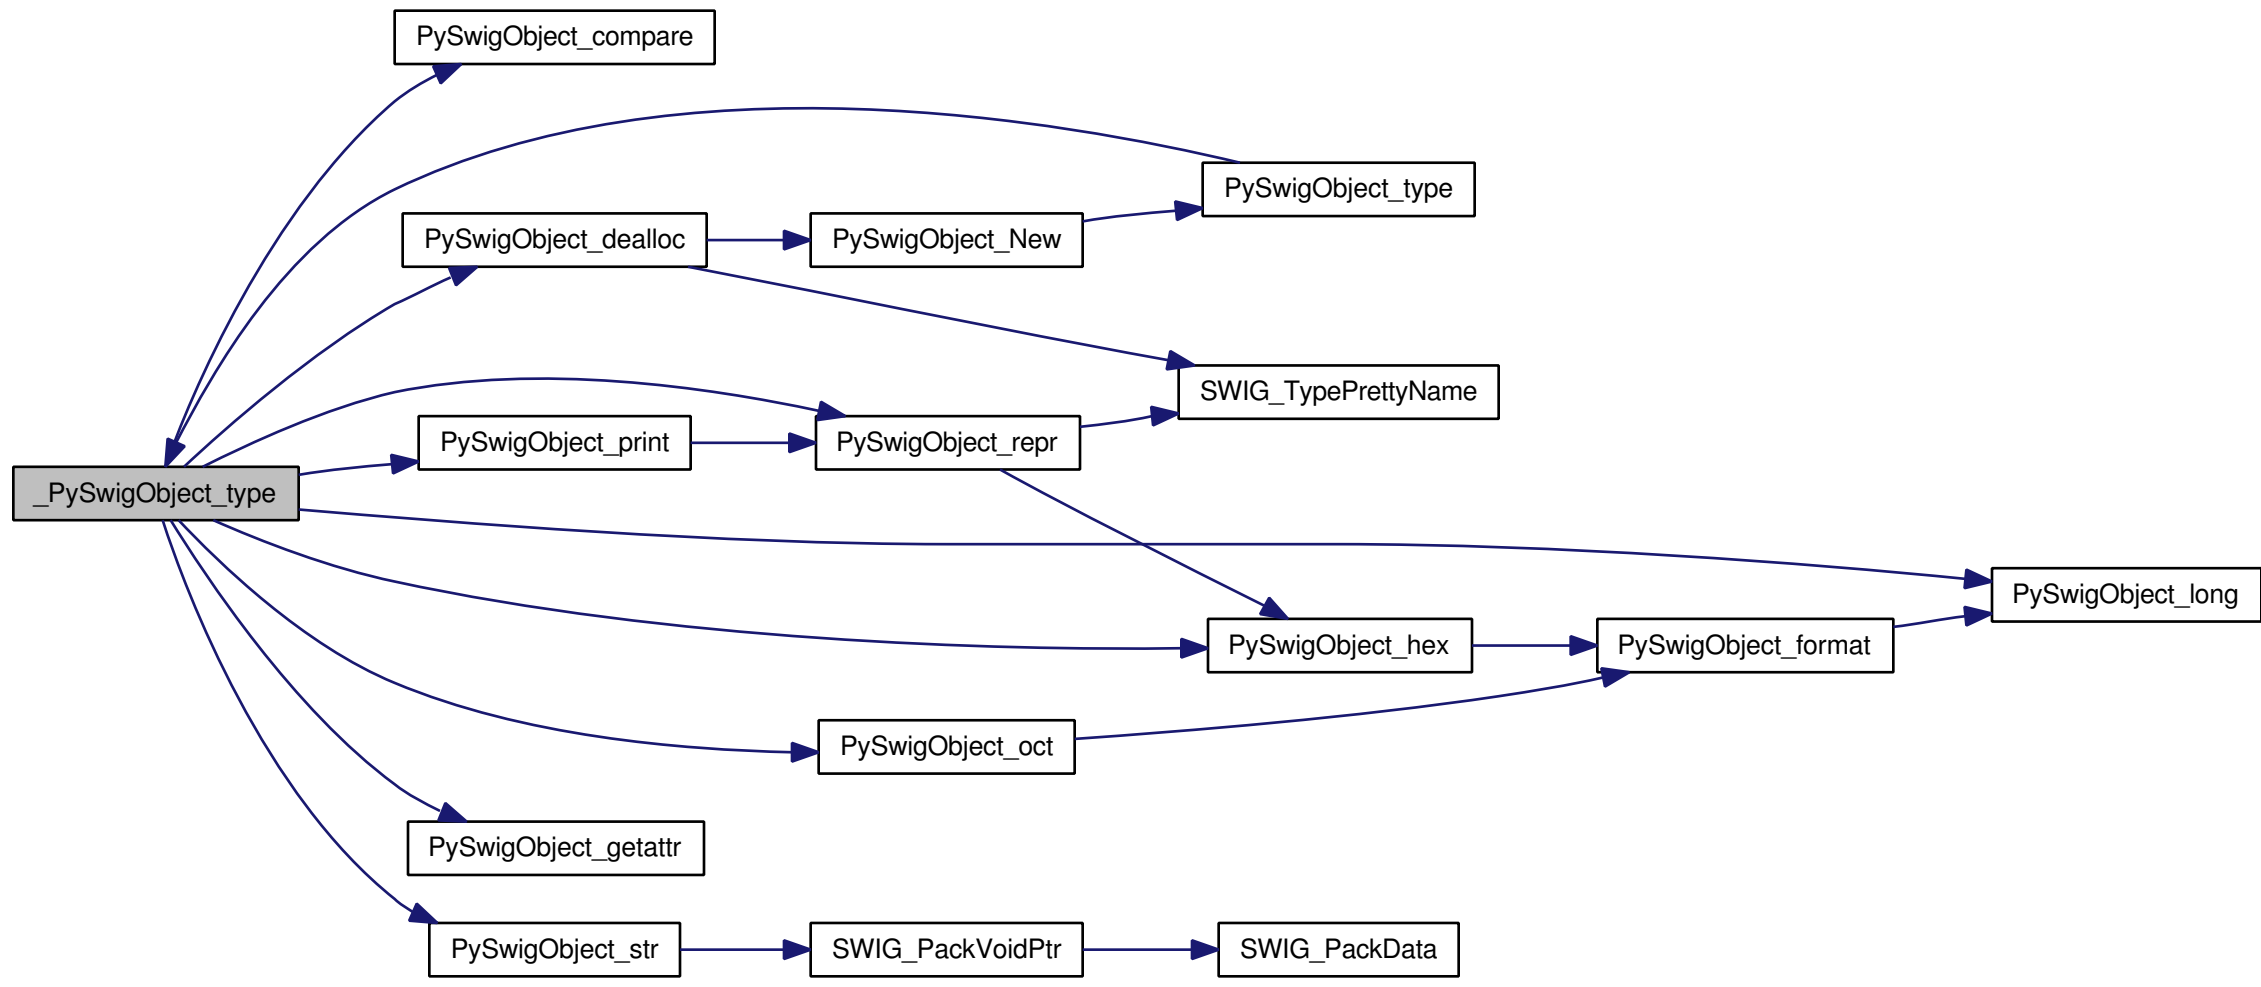 PySwigObject_compare
PySwigObject_type
PySwigObject_dealloc
PySwigObject_New
SWIG_TypePrettyName
PySwigObject_print
PySwigObject_repr
_PySwigObject_type
PySwigObject_long
PySwigObject_hex
PySwigObject_format
PySwigObject_oct
PySwigObject_getattr
PySwigObject_str
SWIG_PackVoidPtr
SWIG_PackData